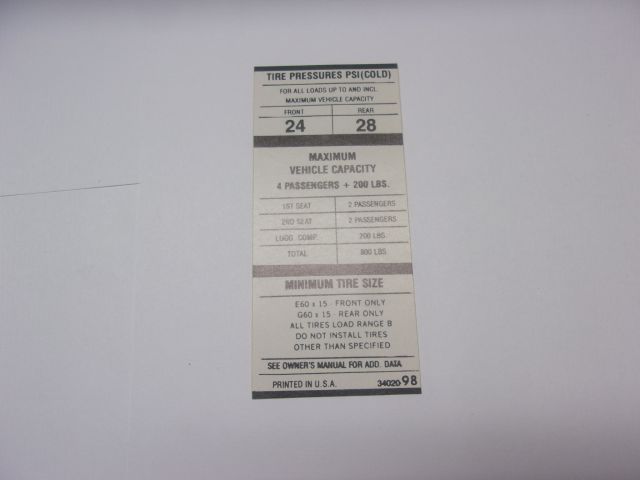 TIRE PRESSURES PSI(COLD)
FOR ALL LOADS UP TO AND INCL.
MAXIMUM VEHICLE CAPACITY
FRONT REAR
24 28
MAXIMUM
VEHICLE CAPACITY
4 PASSENGERS + 200 LBS.
1ST SEAT 2 PASSENGERS
2ND SEAT 2 PASSENGERS
LUGG COMP. 200 LBS.
TOTAL 800 LBS
MINIMUM TIRE SIZE
E60 x 15 - FRONT ONLY
G60 x 15 - REAR ONLY
ALL TIRES LOAD RANGE B
DO NOT INSTALL TIRES
OTHER THAN SPECIFIED
SEE OWNER'S MANUAL FOR ADD. DATA
PRINTED IN U.S.A. 3402098